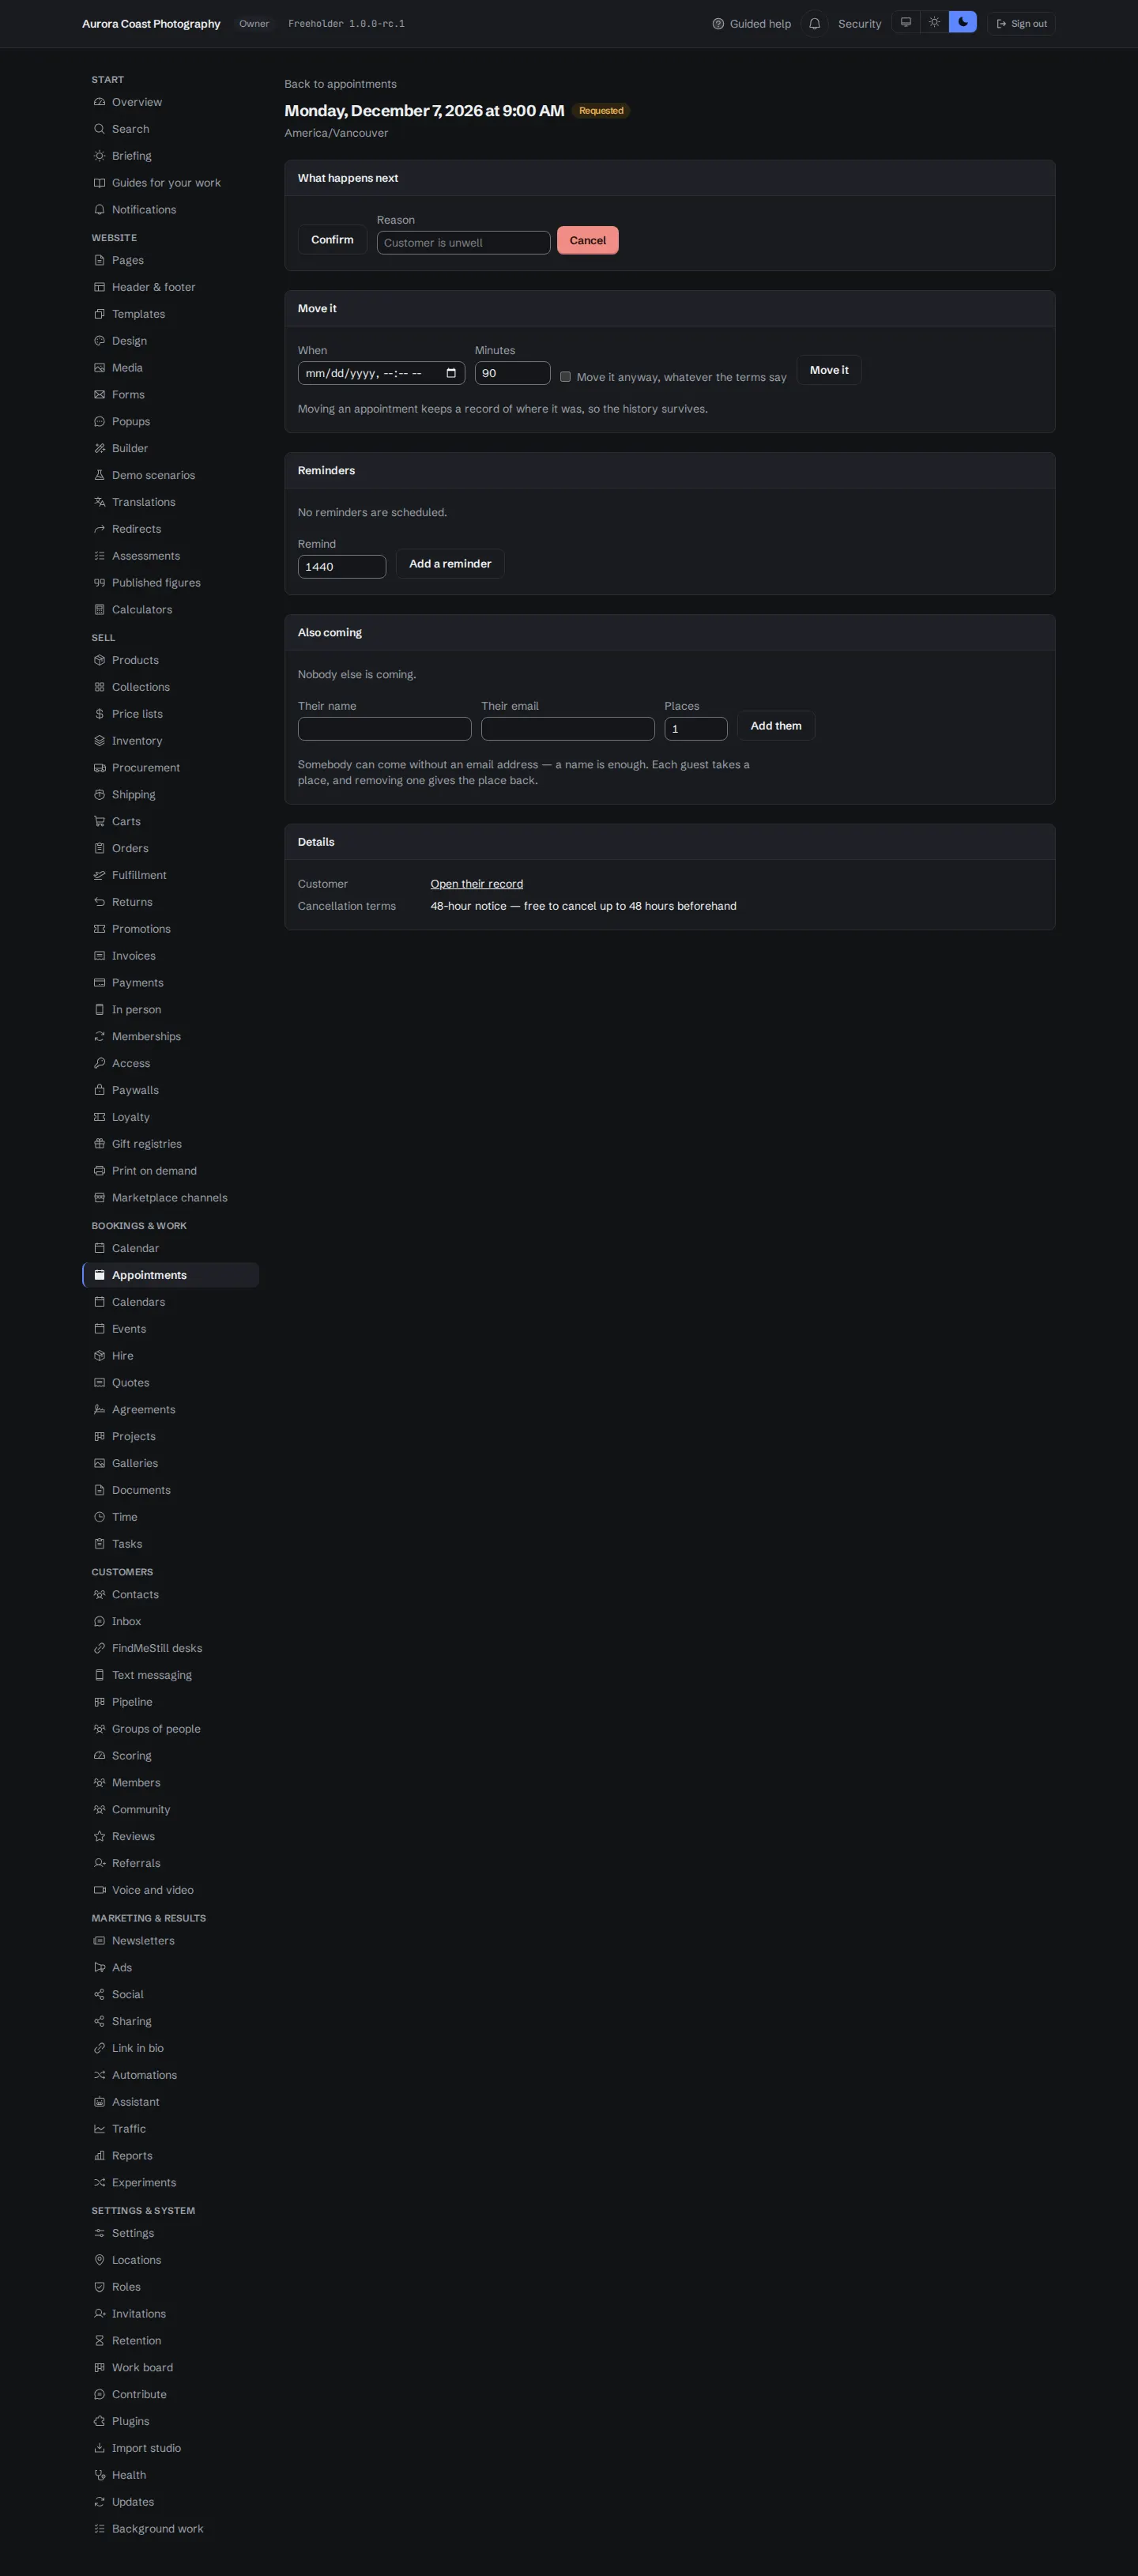 Aurora Coast Photography
Owner
Freeholder 1.0.0-rc.1
Guided help
Security
Sign out
START
Overview
Search
Briefing
Guides for your work
Notifications
WEBSITE
Pages
Header & footer
Templates
Design
Media
Forms
Popups
Builder
Demo scenarios
Translations
Redirects
Assessments
Published figures
Calculators
SELL
Products
Collections
Price lists
Inventory
Procurement
Shipping
Carts
Orders
Fulfillment
Returns
Promotions
Invoices
Payments
In person
Memberships
Access
Paywalls
Loyalty
Gift registries
Print on demand
Marketplace channels
BOOKINGS & WORK
Calendar
Appointments
Calendars
Events
Hire
Quotes
Agreements
Projects
Galleries
Documents
Time
Tasks
CUSTOMERS
Contacts
Inbox
FindMeStill desks
Text messaging
Pipeline
Groups of people
Scoring
Members
Community
Reviews
Referrals
Voice and video
MARKETING & RESULTS
Newsletters
Ads
Social
Sharing
Link in bio
Automations
Assistant
Traffic
Reports
Experiments
SETTINGS & SYSTEM
Settings
Locations
Roles
Invitations
Retention
Work board
Contribute
Plugins
Import studio
Health
Updates
Background work
Back to appointments
Monday, December 7, 2026 at 9:00 AM
Requested
America/Vancouver
What happens next
Confirm
Reason
Customer is unwell
Cancel
Move it
When
mm/dd/yyyy, --:-- --
Minutes
90
Move it anyway, whatever the terms say
Move it
Moving an appointment keeps a record of where it was, so the history survives.
Reminders
No reminders are scheduled.
Remind
1440
Add a reminder
Also coming
Nobody else is coming.
Their name
Their email
Places
1
Add them
Somebody can come without an email address — a name is enough. Each guest takes a
place, and removing one gives the place back.
Details
Customer
Open their record
Cancellation terms
48-hour notice — free to cancel up to 48 hours beforehand